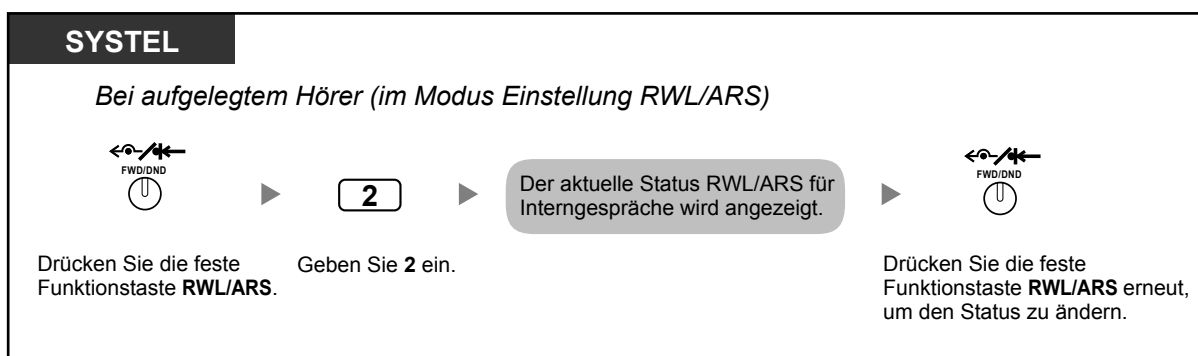 SYSTEL
Bei aufgelegtem Hörer (im Modus Einstellung RWL/ARS)
FWD/DND
Drücken Sie die feste
Funktionstaste RWL/ARS.
2
Geben Sie 2 ein.
Der aktuelle Status RWL/ARS für
Interngespräche wird angezeigt.
FWD/DND
Drücken Sie die feste
Funktionstaste RWL/ARS erneut,
um den Status zu ändern.